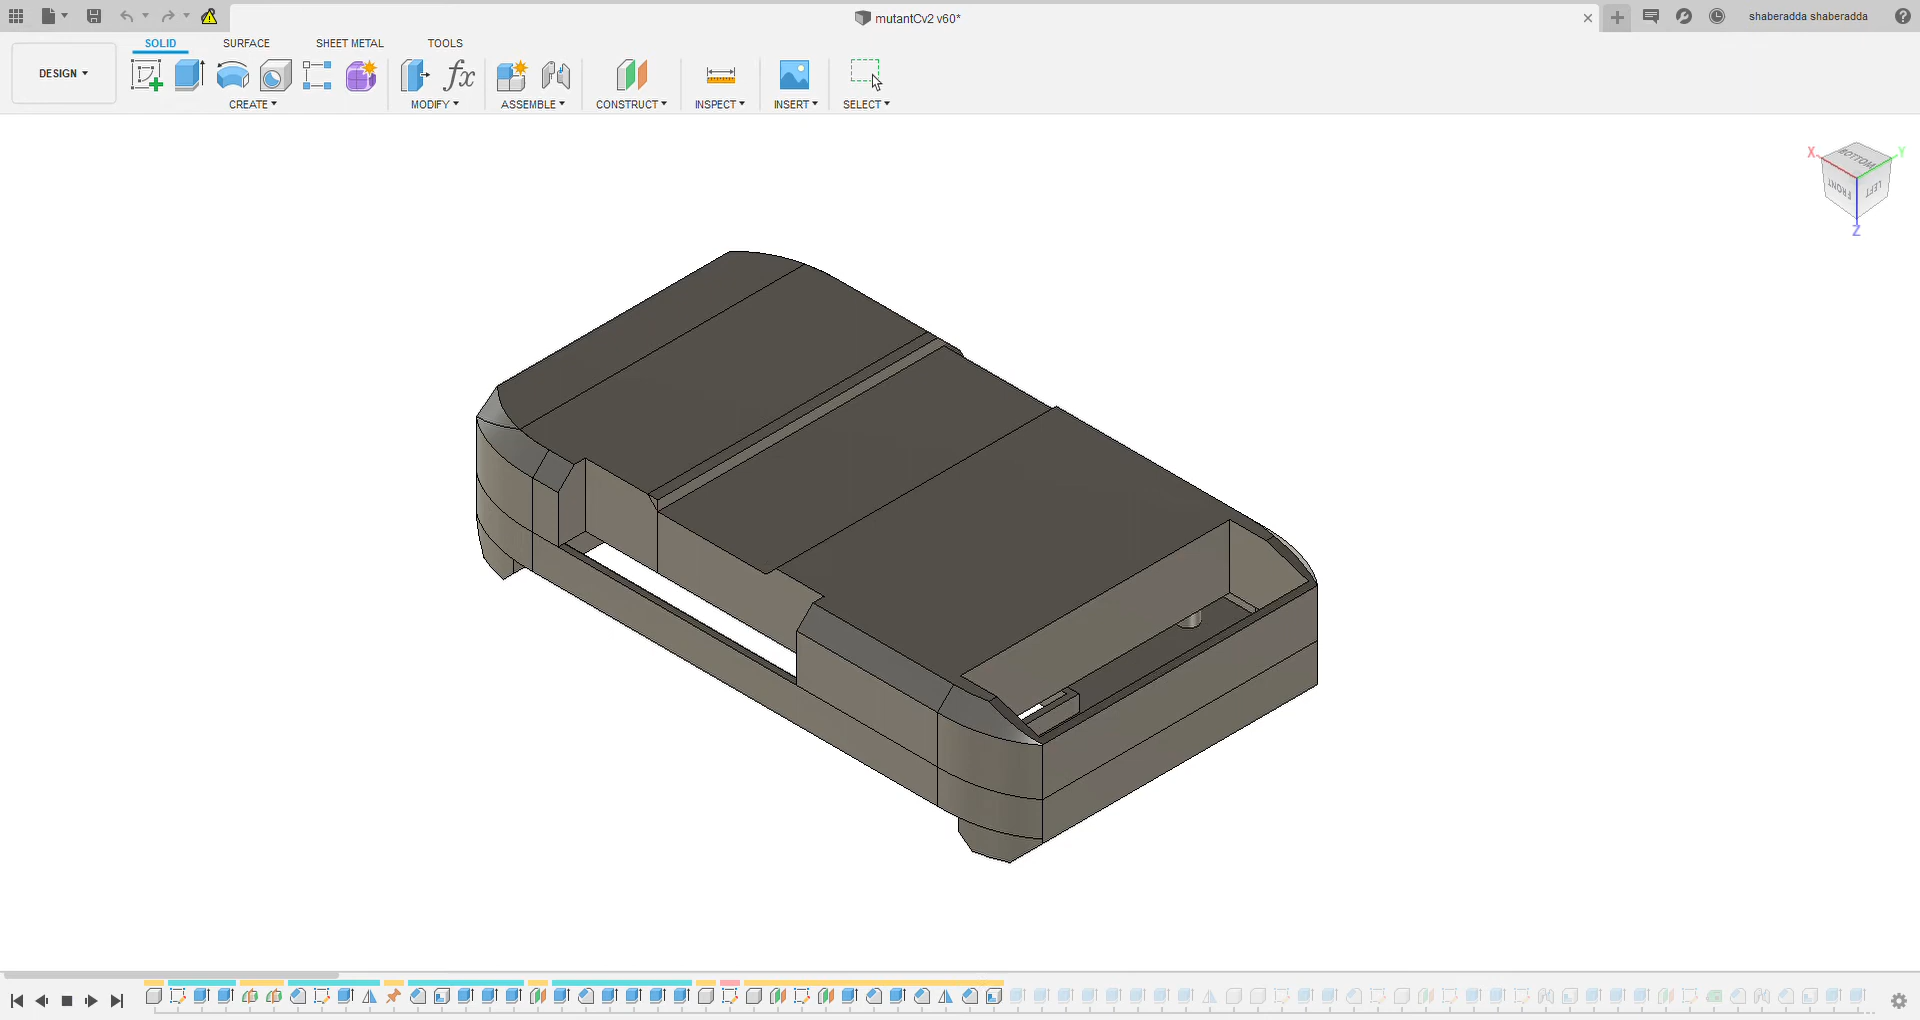 mutantCv2 v60*
shaberadda shaberadda
DESIGN
SOLID
SURFACE
SHEET METAL
TOOLS
fx
CREATE
MODIFY
ASSEMBLE
CONSTRUCT
INSPECT
INSERT
SELECT
X
Y
BOTTOM
FRONT
LEFT
Z